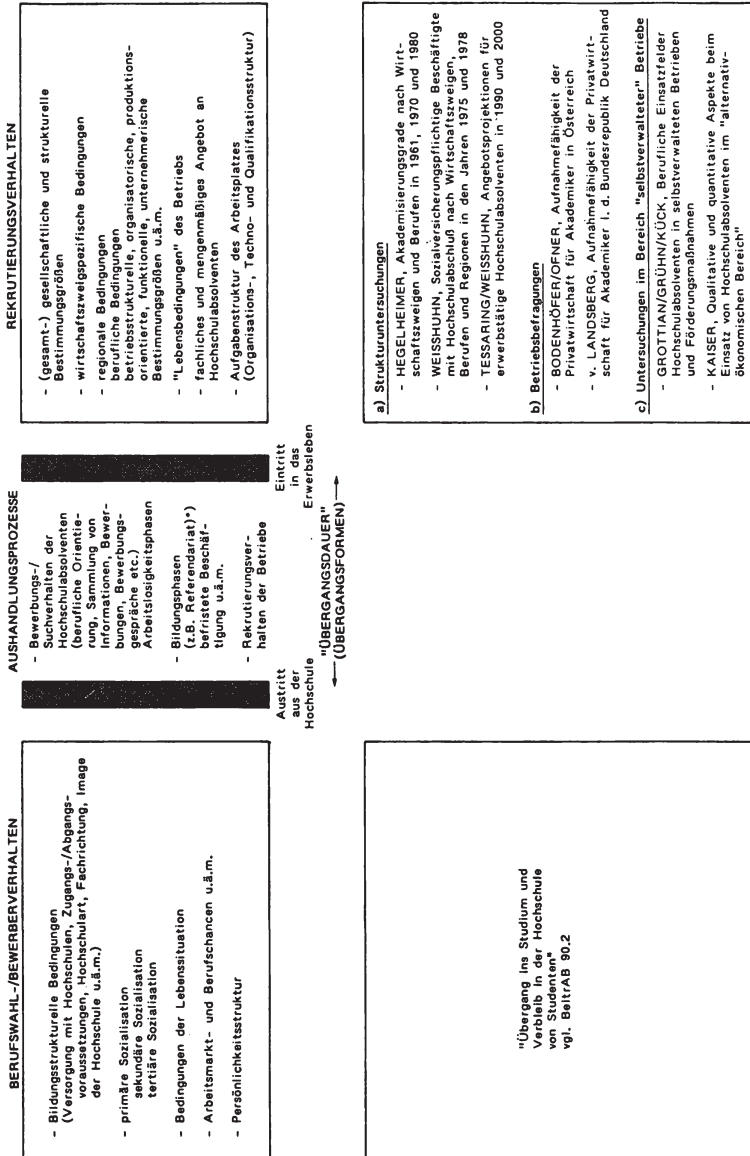 BERUFSWAHL-/BEWERBERVERHALTEN
- Bildungsstrukturelle Bedingungen
(Versorgung mit Hochschulen, Zugangs-/Abgangs-
voraussetzungen, Hochschulart, Fachrichtung, Image
der Hochschule u.ä.m.)
- primäre Sozialisation
sekundäre Sozialisation
tertiäre Sozialisation
- Bedingungen der Lebenssituation
- Arbeitsmarkt- und Berufschancen u.ä.m.
- Persönlichkeitsstruktur
AUSHANDLUNGSPROZESSE
- Bewerbungs-/
Suchverhalten der
Hochschulabsolventen
(berufliche Orientie-
rung, Sammlung von
Informationen, Bewer-
bungen, Bewerbungs-
gespräche etc.)
Arbeitslosigkeitsphasen
- Bildungsphasen
(z.B. Referendariat)*)
befristete Beschäf-
tigung u.ä.m.
- Rekrutierungsver-
halten der Betriebe
Austritt
aus der
Hochschule
Eintritt
in das
Erwerbsleben
"ÜBERGANGSDAUER"
(ÜBERGANGSFORMEN)
REKRUTIERUNGSVERHALTEN
- (gesamt-) gesellschaftliche und strukturelle
Bestimmungsgrößen
- wirtschaftszweigspezifische Bedingungen
- regionale Bedingungen
berufliche Bedingungen
betriebsstrukturelle, organisatorische, produktions-
orientierte, funktionelle, unternehmerische
Bestimmungsgrößen u.ä.m.
- "Lebensbedingungen" des Betriebs
- fachliches und mengenmäßiges Angebot an
Hochschulabsolventen
- Aufgabenstruktur des Arbeitsplatzes
(Organisations-, Techno- und Qualifikationsstruktur)
"Übergang ins Studium und
Verbleib in der Hochschule
von Studenten"
vgl. BeitrAB 90.2
a) Strukturuntersuchungen
- HEGELHEIMER, Akademisierungsgrade nach Wirt-
schaftszweigen und Berufen in 1961, 1970 und 1980
- WEISSHUHN, Sozialversicherungspflichtige Beschäftigte
mit Hochschulabschluß nach Wirtschaftszweigen,
Berufen und Regionen in den Jahren 1975 und 1978
- TESSARING/WEISSHUHN, Angebotsprojektionen für
erwerbstätige Hochschulabsolventen in 1990 und 2000
b) Betriebsbefragungen
- BODENHÖFER/OFNER, Aufnahmefähigkeit der
Privatwirtschaft für Akademiker in Österreich
- v. LANDSBERG, Aufnahmefähigkeit der Privatwirt-
schaft für Akademiker i. d. Bundesrepublik Deutschland
c) Untersuchungen im Bereich "selbstverwalteter" Betriebe
- GROTTIAN/GRÜHN/KÜCK, Berufliche Einsatzfelder
Hochschulabsolventen in selbstverwalteten Betrieben
und Förderungsmaßnahmen
- KAISER, Qualitative und quantitative Aspekte beim
Einsatz von Hochschulabsolventen im "alternativ-
ökonomischen Bereich"